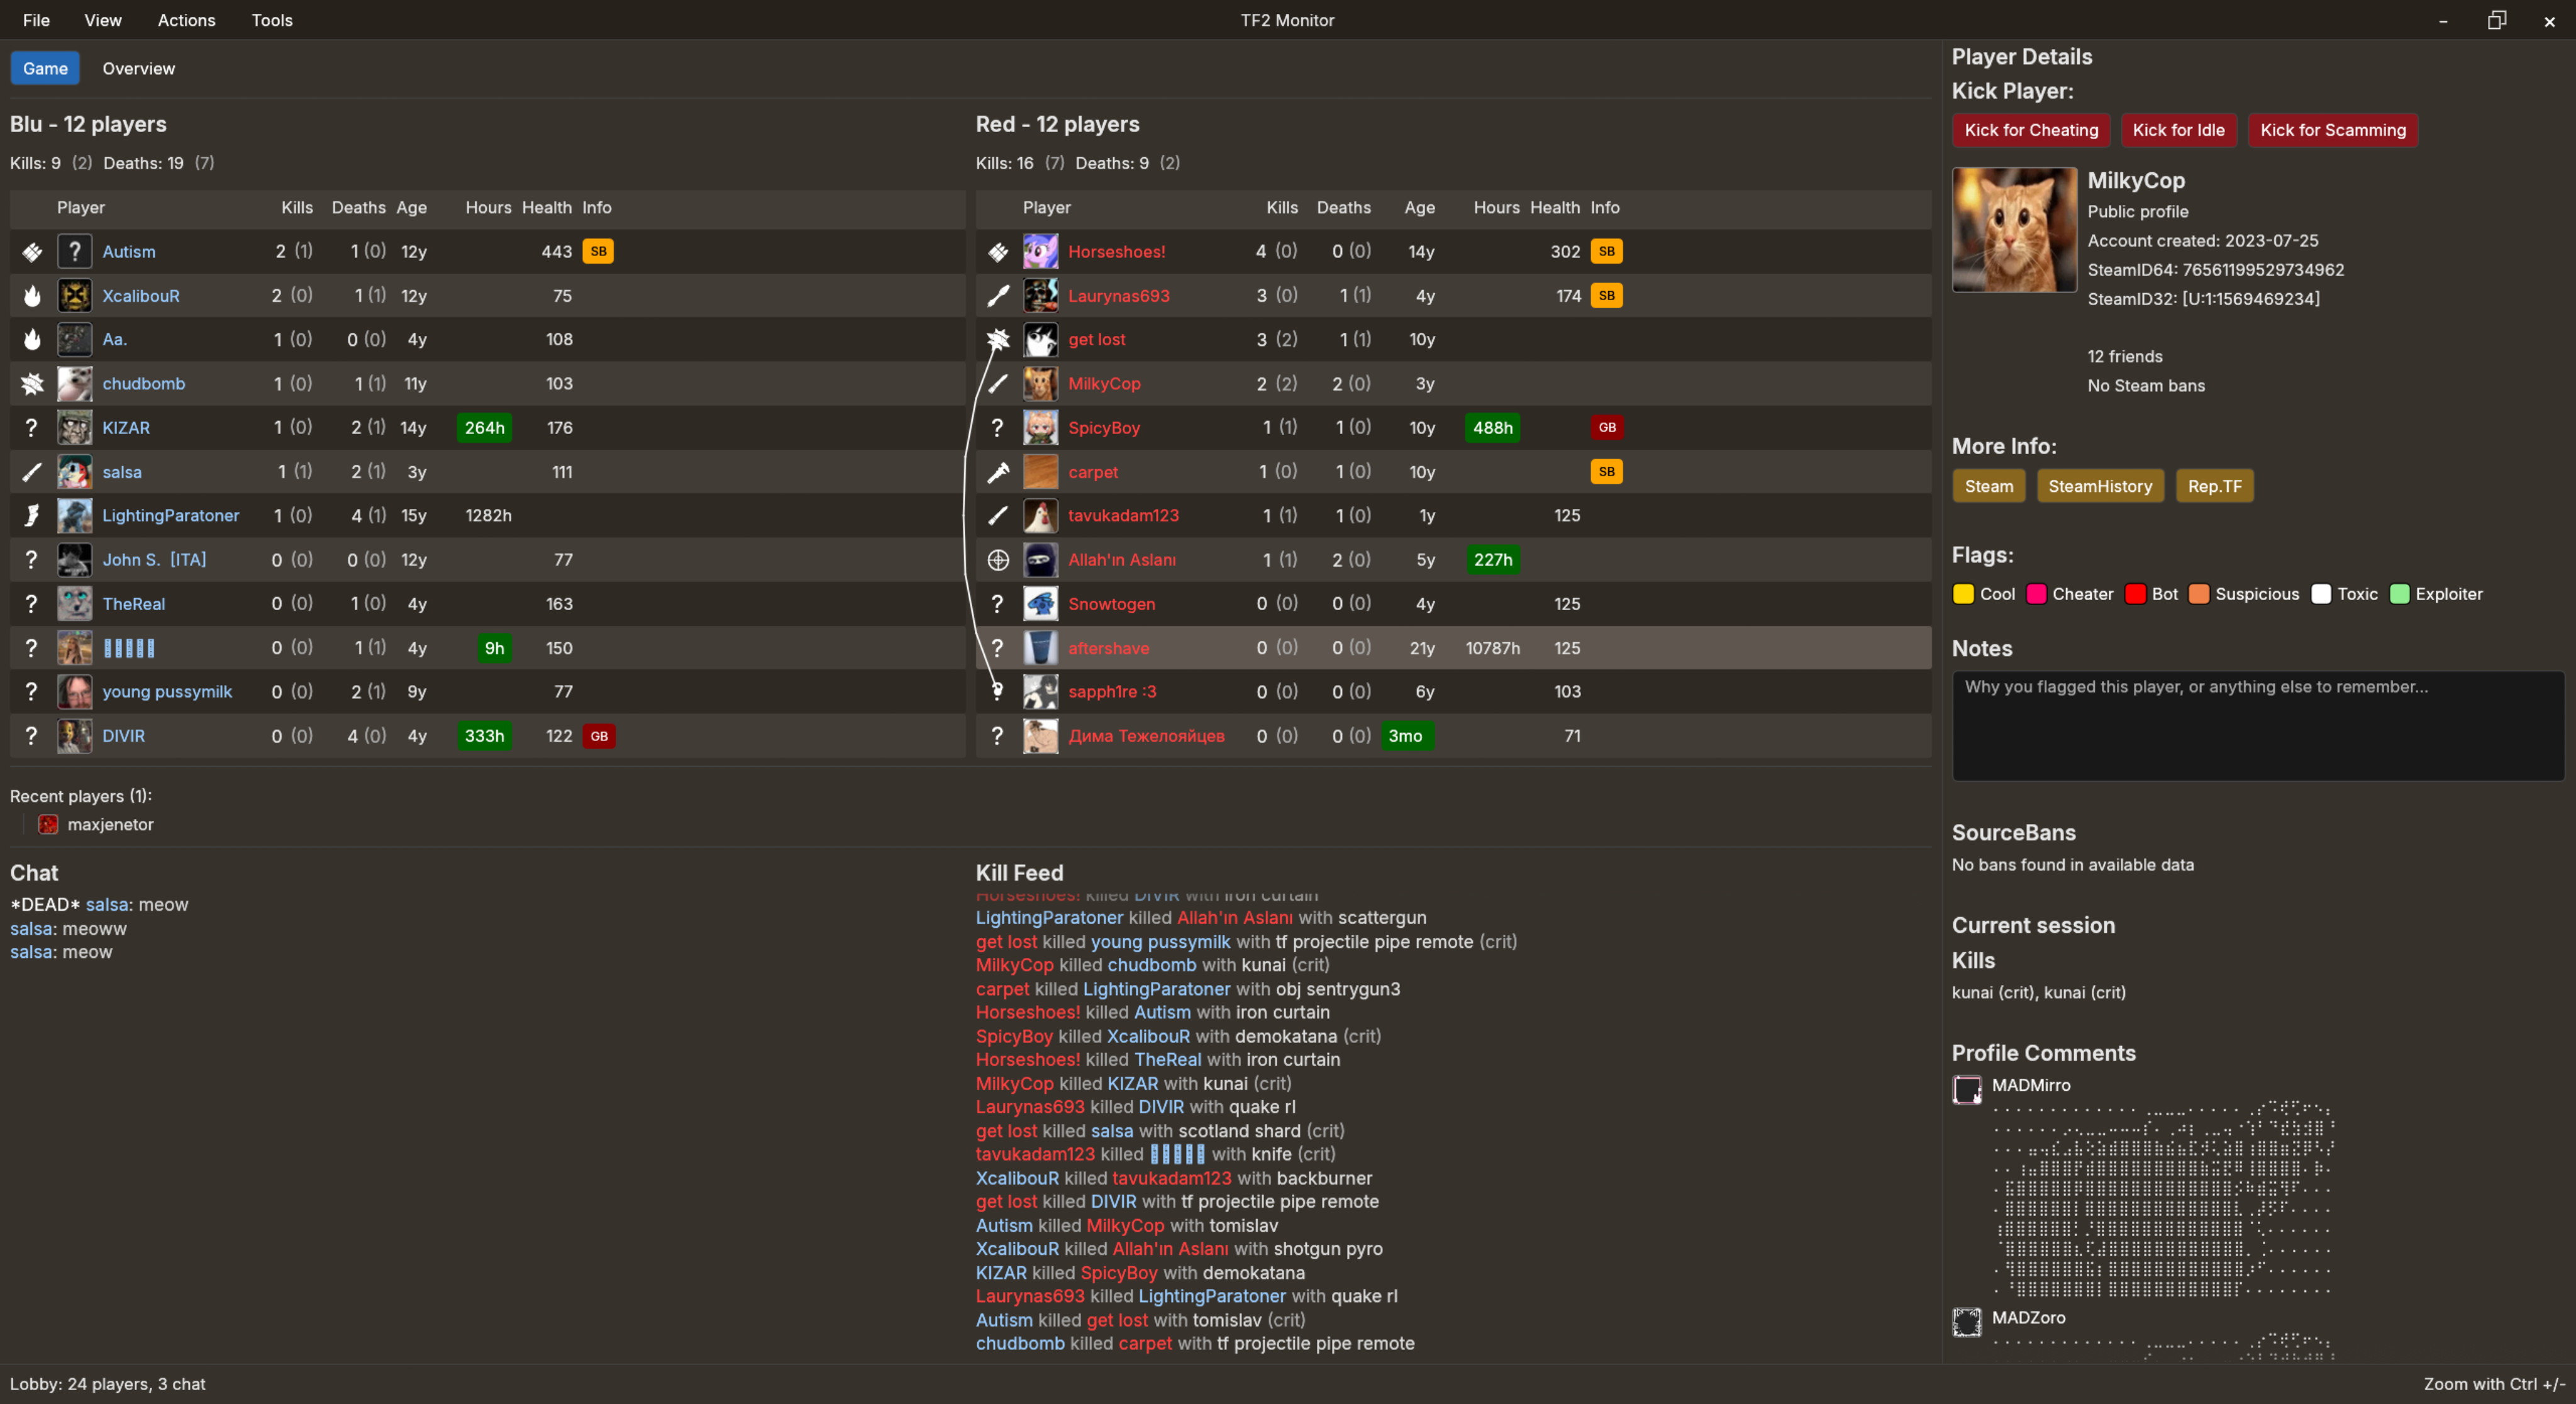 File View Actions Tools TF2 Monitor
Game Overview
Blu - 12 players
Kills: 9 (2) Deaths: 19 (7)
Player Kills Deaths Age Hours Health Info
? Autism 2 (1) 1 (0) 12y 443 SB
XcalibouR 2 (0) 1 (1) 12y 75
Aa. 1 (0) 0 (0) 4y 108
chudbomb 1 (0) 1 (1) 11y 103
? KIZAR 1 (0) 2 (1) 14y 264h 176
salsa 1 (1) 2 (1) 3y 111
LightingParatoner 1 (0) 4 (1) 15y 1282h
? John S. [ITA] 0 (0) 0 (0) 12y 77
? TheReal 0 (0) 1 (0) 4y 163
? 0 (0) 1 (1) 4y 9h 150
? young pussymilk 0 (0) 2 (1) 9y 77
? DIVIR 0 (0) 4 (0) 4y 333h 122 GB
Red - 12 players
Kills: 16 (7) Deaths: 9 (2)
Player Kills Deaths Age Hours Health Info
Horseshoes! 4 (0) 0 (0) 14y 302 SB
Laurynas693 3 (0) 1 (1) 4y 174 SB
get lost 3 (2) 1 (1) 10y
MilkyCop 2 (2) 2 (0) 3y
? SpicyBoy 1 (1) 1 (0) 10y 488h GB
carpet 1 (0) 1 (0) 10y SB
tavukadam123 1 (1) 1 (0) 1y 125
Allah'ın Aslanı 1 (1) 2 (0) 5y 227h
? Snowtogen 0 (0) 0 (0) 4y 125
? aftershave 0 (0) 0 (0) 21y 10787h 125
? sapph1re :3 0 (0) 0 (0) 6y 103
? Дима Тежелояйцев 0 (0) 0 (0) 3mo 71
Recent players (1):
maxjenetor
Chat
*DEAD* salsa: meow
salsa: meoww
salsa: meow
Kill Feed
Horseshoes! killed DIVIR with iron curtain
LightingParatoner killed Allah'ın Aslanı with scattergun
get lost killed young pussymilk with tf projectile pipe remote (crit)
MilkyCop killed chudbomb with kunai (crit)
carpet killed LightingParatoner with obj sentrygun3
Horseshoes! killed Autism with iron curtain
SpicyBoy killed XcalibouR with demokatana (crit)
Horseshoes! killed TheReal with iron curtain
MilkyCop killed KIZAR with kunai (crit)
Laurynas693 killed DIVIR with quake rl
get lost killed salsa with scotland shard (crit)
tavukadam123 killed with knife (crit)
XcalibouR killed tavukadam123 with backburner
get lost killed DIVIR with tf projectile pipe remote
Autism killed MilkyCop with tomislav
XcalibouR killed Allah'ın Aslanı with shotgun pyro
KIZAR killed SpicyBoy with demokatana
Laurynas693 killed LightingParatoner with quake rl
Autism killed get lost with tomislav (crit)
chudbomb killed carpet with tf projectile pipe remote
Player Details
Kick Player:
Kick for Cheating Kick for Idle Kick for Scamming
MilkyCop
Public profile
Account created: 2023-07-25
SteamID64: 76561199529734962
SteamID32: [U:1:1569469234]
12 friends
No Steam bans
More Info:
Steam SteamHistory Rep.TF
Flags:
Cool Cheater Bot Suspicious Toxic Exploiter
Notes
Why you flagged this player, or anything else to remember...
SourceBans
No bans found in available data
Current session
Kills
kunai (crit), kunai (crit)
Profile Comments
MADMirro
MADZoro
Lobby: 24 players, 3 chat
Zoom with Ctrl +/-